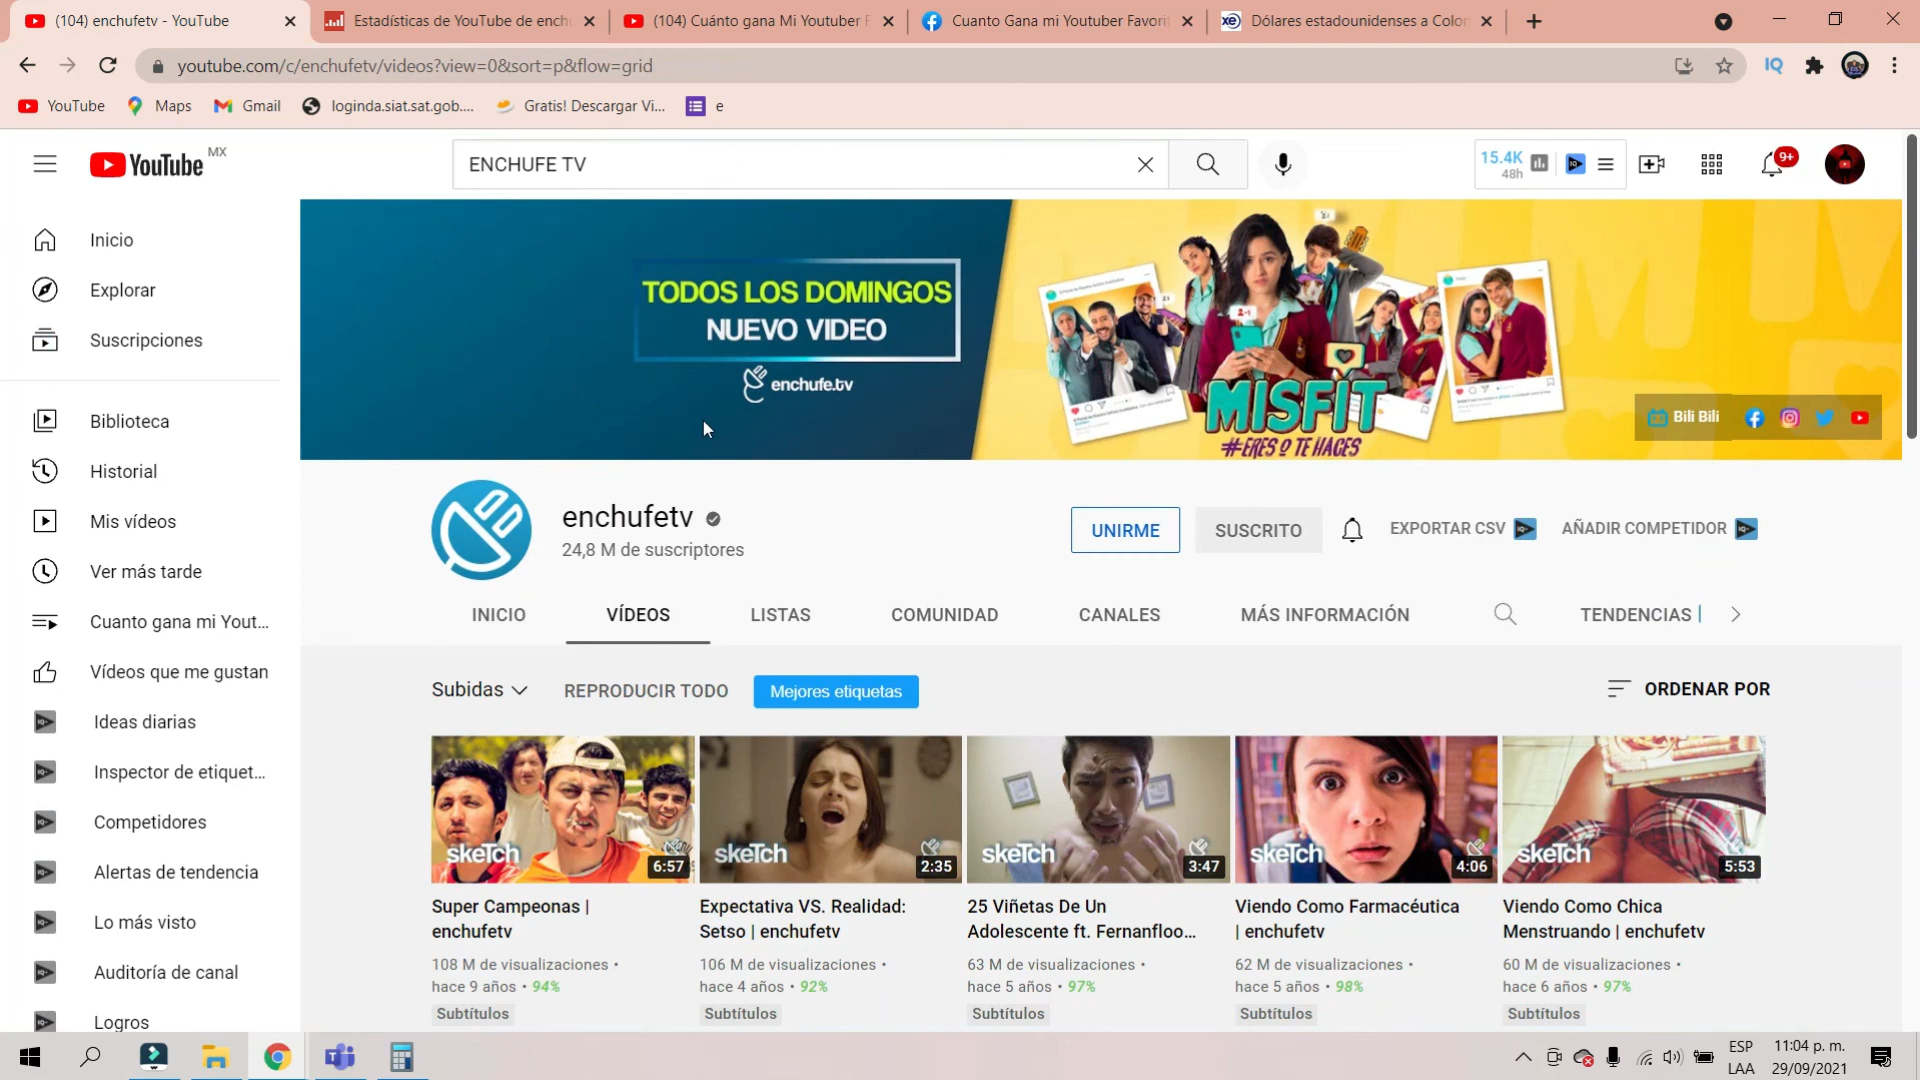 (104) enchufetv - YouTube
Estadísticas de YouTube de ench
(104) Cuánto gana Mi Youtuber F
Cuanto Gana mi Youtuber Favorit
Dólares estadounidenses a Colon
youtube.com/c/enchufetv/videos?view=0&sort=p&flow=grid
YouTube
Maps
Gmail
loginda.siat.sat.gob....
Gratis! Descargar Vi...
e
YouTube MX
ENCHUFE TV
15.4K
48h
9+
Inicio
Explorar
Suscripciones
Biblioteca
Historial
Mis vídeos
Ver más tarde
Cuanto gana mi Yout...
Vídeos que me gustan
Ideas diarias
Inspector de etiquet...
Competidores
Alertas de tendencia
Lo más visto
Auditoría de canal
Logros
TODOS LOS DOMINGOS
NUEVO VIDEO
enchufe.tv
MISFIT
#ERES O TE HACES
Bili Bili
enchufetv
24,8 M de suscriptores
UNIRME
SUSCRITO
EXPORTAR CSV
AÑADIR COMPETIDOR
INICIO
VÍDEOS
LISTAS
COMUNIDAD
CANALES
MÁS INFORMACIÓN
TENDENCIAS
Subidas
REPRODUCIR TODO
Mejores etiquetas
ORDENAR POR
skeTch
6:57
Super Campeonas |
enchufetv
108 M de visualizaciones •
hace 9 años • 94%
Subtítulos
skeTch
2:35
Expectativa VS. Realidad:
Setso | enchufetv
106 M de visualizaciones •
hace 4 años • 92%
Subtítulos
skeTch
3:47
25 Viñetas De Un
Adolescente ft. Fernanfloo...
63 M de visualizaciones •
hace 5 años • 97%
Subtítulos
skeTch
4:06
Viendo Como Farmacéutica
| enchufetv
62 M de visualizaciones •
hace 5 años • 98%
Subtítulos
skeTch
5:53
Viendo Como Chica
Menstruando | enchufetv
60 M de visualizaciones •
hace 6 años • 97%
Subtítulos
ESP
LAA
11:04 p. m.
29/09/2021